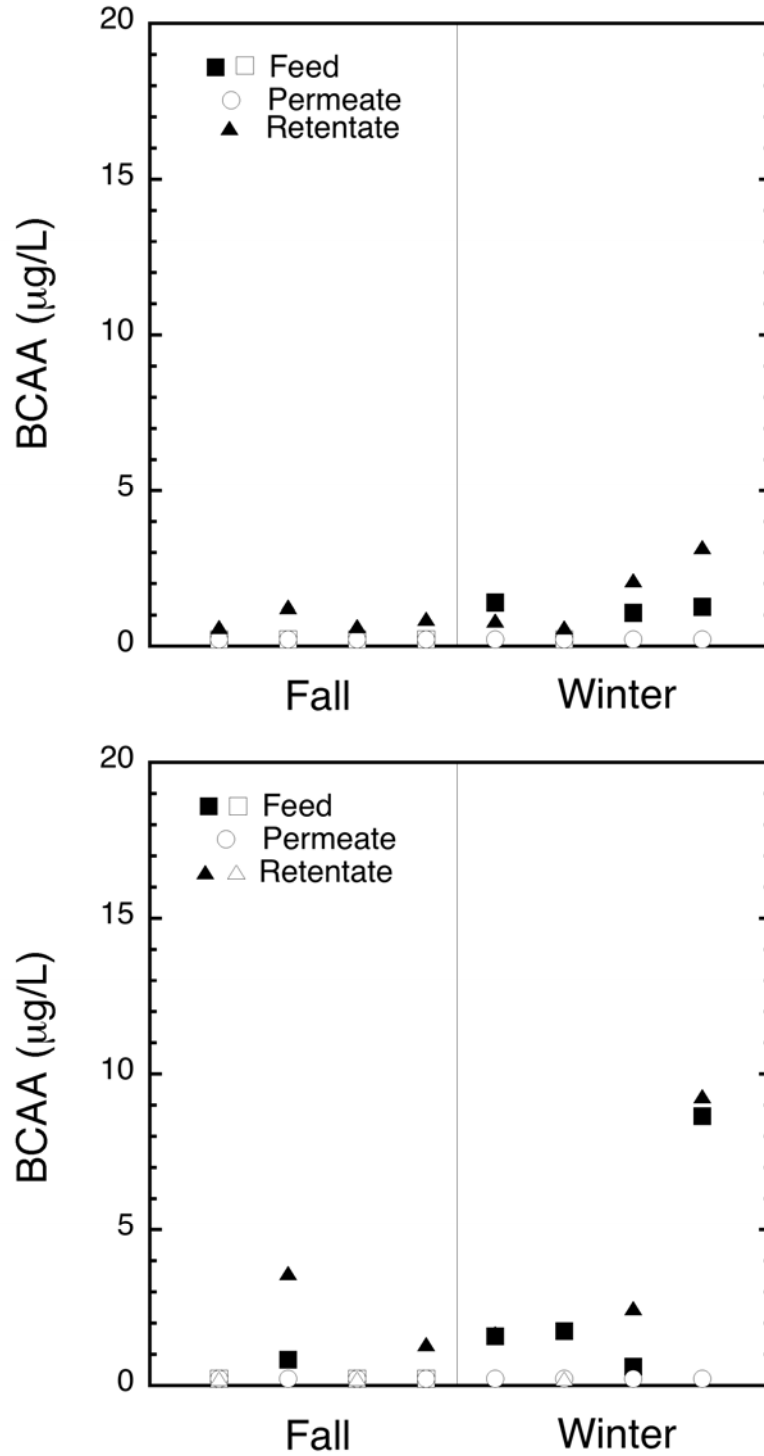 20
Feed
Permeate
Retentate
15
BCAA (µg/L)
10
5
0
Fall Winter
20
Feed
Permeate
Retentate
15
BCAA (µg/L)
10
5
0
Fall Winter